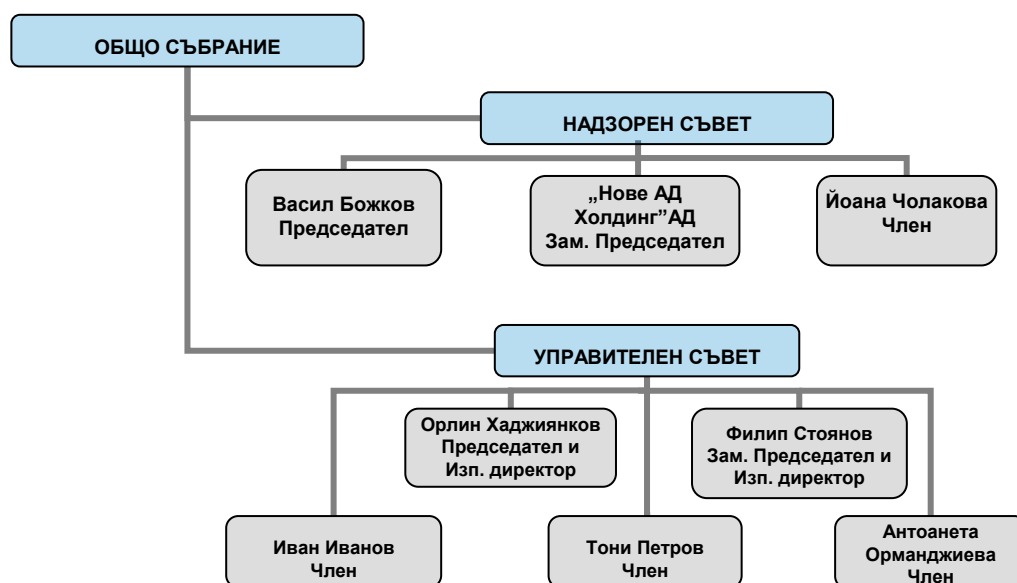 ОБЩО СЪБРАНИЕ
НАДЗОРЕН СЪВЕТ
Васил Божков
Председател
„Нове АД
Холдинг”АД
Зам. Председател
Йоана Чолакова
Член
УПРАВИТЕЛЕН СЪВЕТ
Орлин Хаджиянков
Председател и
Изп. директор
Филип Стоянов
Зам. Председател и
Изп. директор
Иван Иванов
Член
Тони Петров
Член
Антоанета
Орманджиева
Член